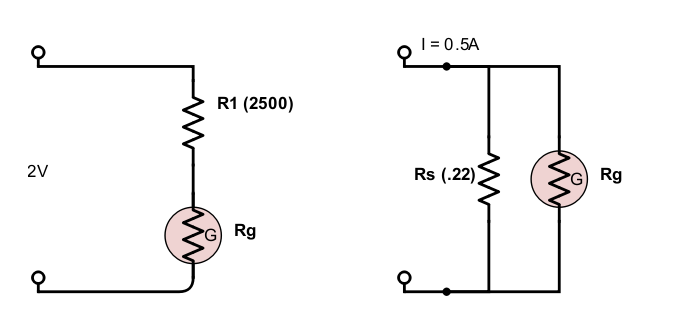 I = 0.5A
R1 (2500)
2V
Rs (.22)
G
Rg
G
Rg